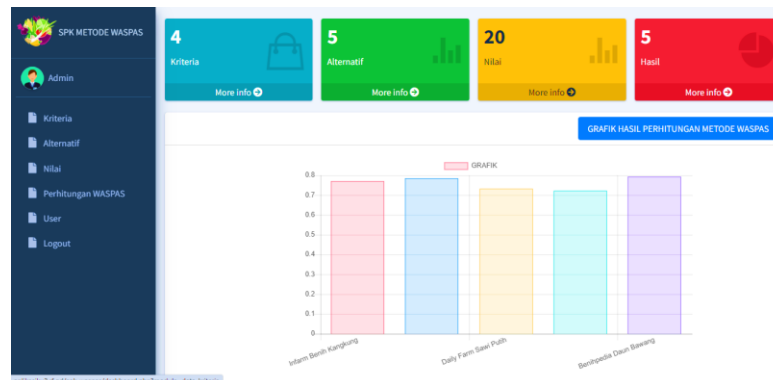 SPK METODE WASPAS
Admin
Kriteria
Alternatif
Nilai
Perhitungan WASPAS
User
Logout
4
Kriteria
More info
5
Alternatif
More info
20
Nilai
More info
5
Hasil
More info
GRAFIK HASIL PERHITUNGAN METODE WASPAS
GRAFIK
0.8
0.7
0.6
0.5
0.4
0.3
0.2
0.1
0
Infarm Benih Kangkung
Daily Farm Sawi Putih
Benihpedia Daun Bawang